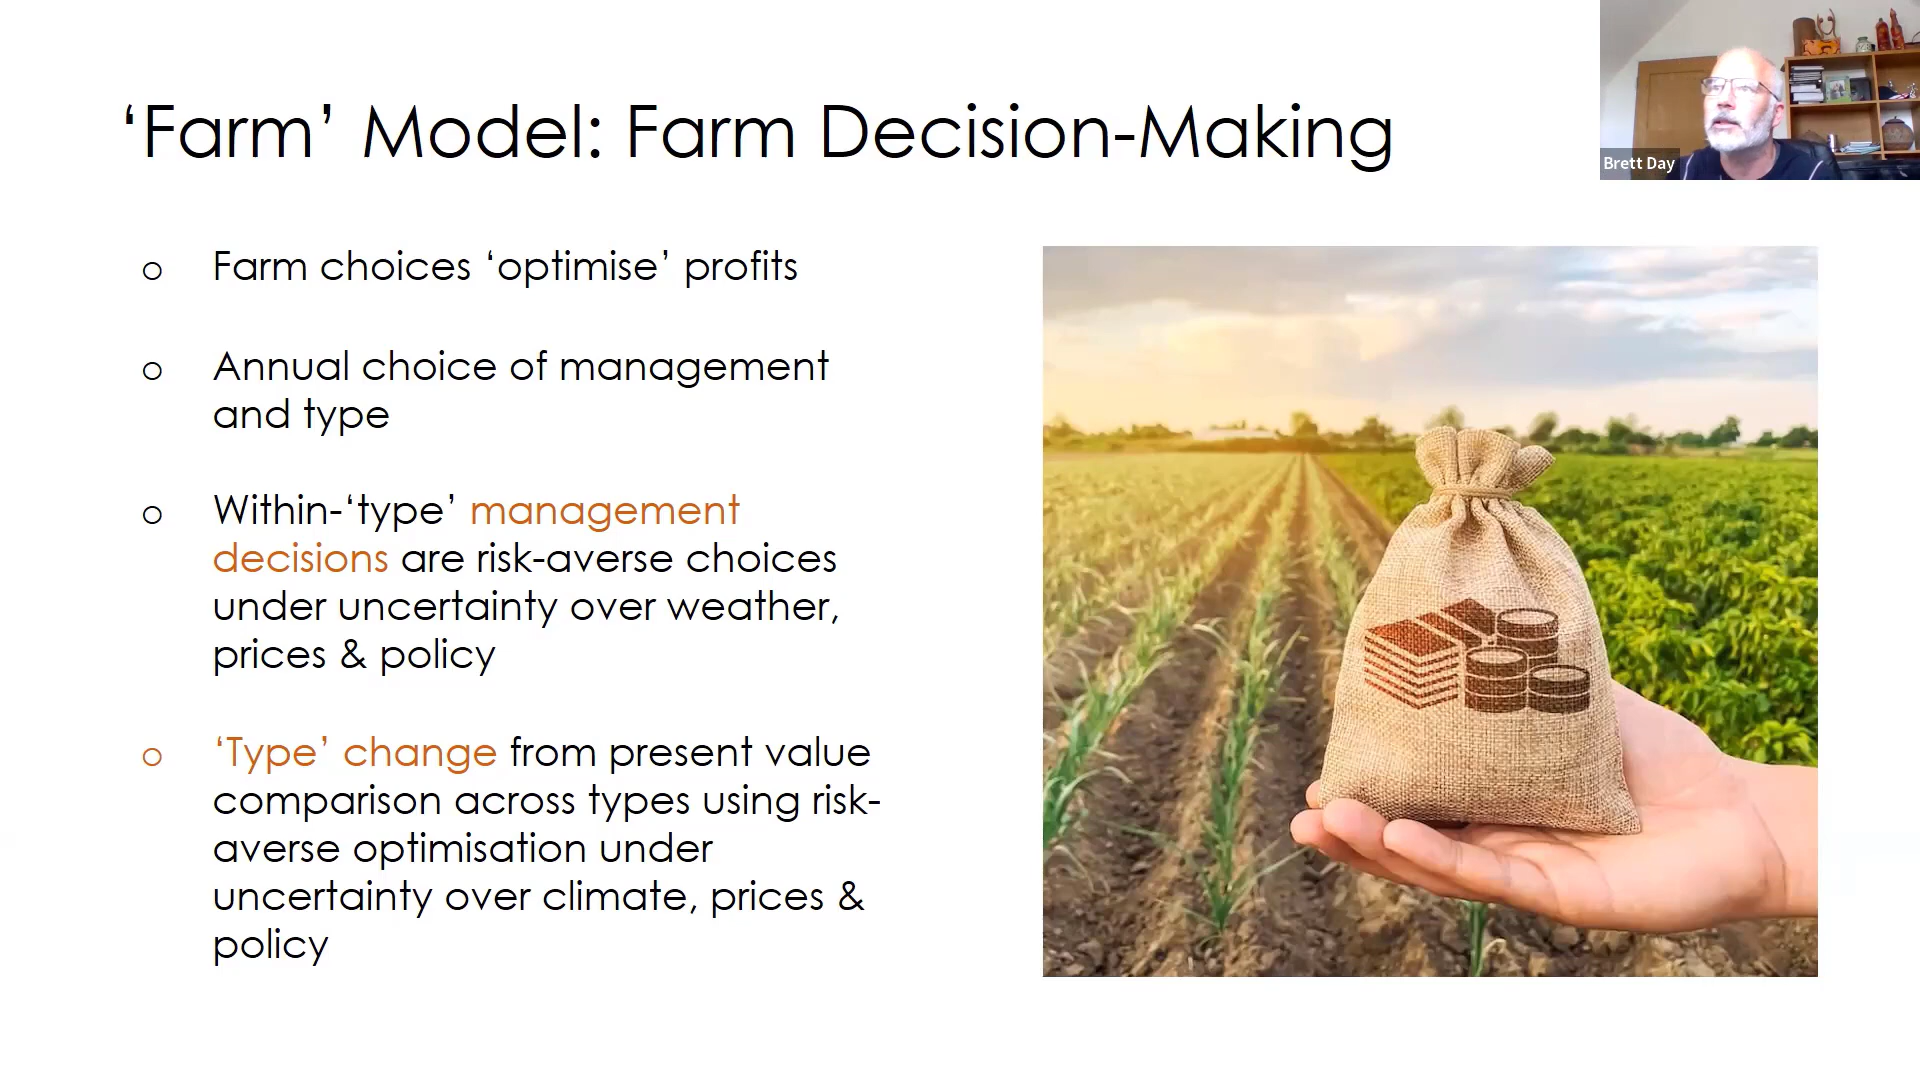 ‘Farm’ Model: Farm Decision-Making
Brett Day
o Farm choices ‘optimise’ profits
o Annual choice of management
and type
o Within-‘type’ management
decisions are risk-averse choices
under uncertainty over weather,
prices & policy
o ‘Type’ change from present value
comparison across types using risk-
averse optimisation under
uncertainty over climate, prices &
policy